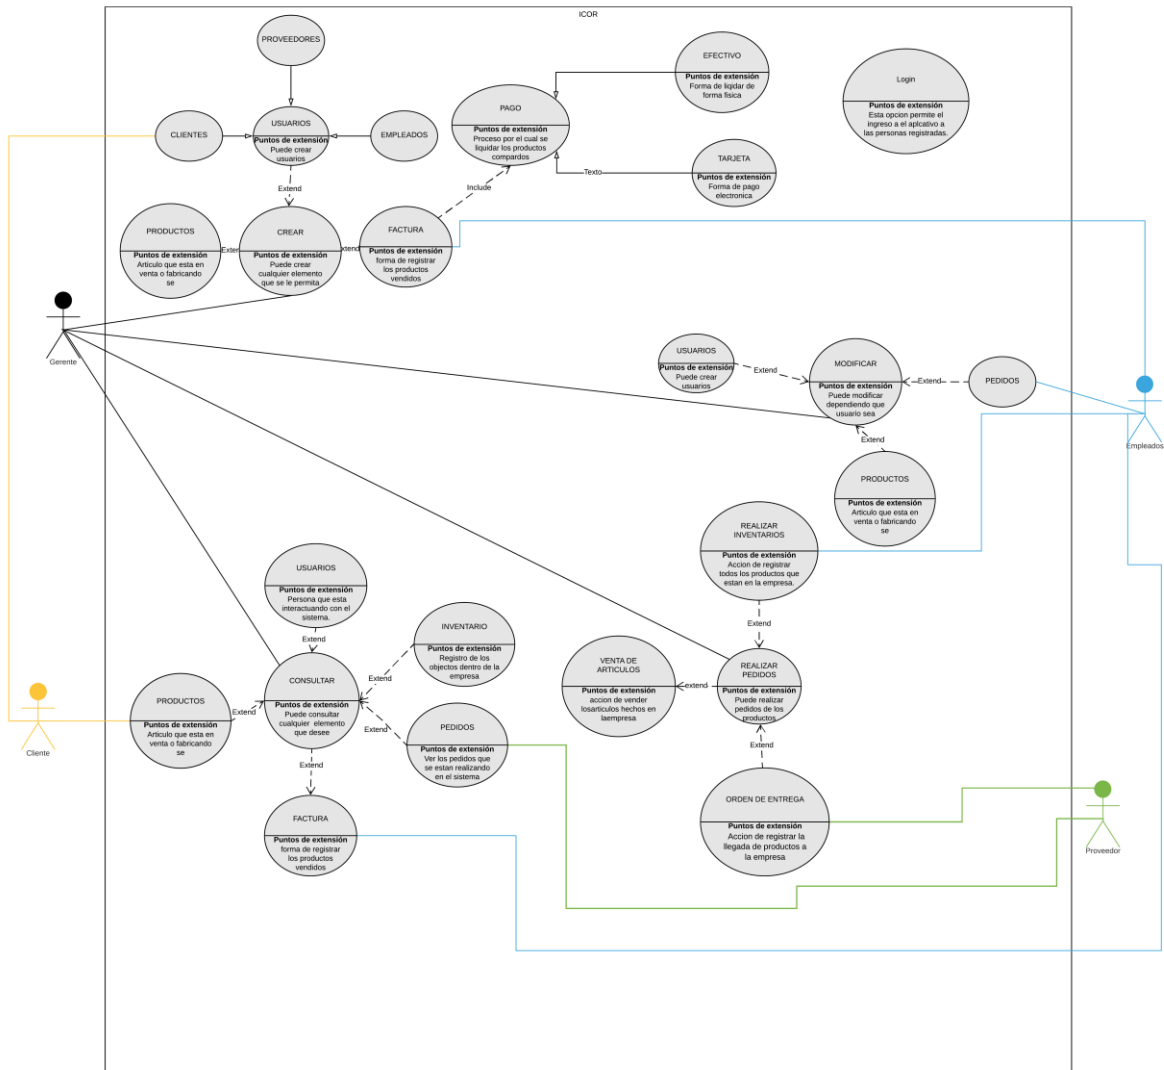 ICOR
PROVEEDORES
CLIENTES
USUARIOS
Puntos de extensión
Puede crear
usuarios
EMPLEADOS
Extend
PAGO
Puntos de extensión
Proceso por el cual se
liquidar los productos
compardos
EFECTIVO
Puntos de extensión
Forma de liqidar de
forma fisica
Texto
TARJETA
Puntos de extensión
Forma de pago
electronica
Login
Puntos de extensión
Esta opcion permite el
ingreso a el aplcativo a
las personas registradas.
Include
PRODUCTOS
Puntos de extensión
Articulo que esta en
venta o fabricando
se
Exten
CREAR
Puntos de extensión
Puede crear
cualquier elemento
que se le permita
xtend
FACTURA
Puntos de extensión
forma de registrar
los productos
vendidos
Gerente
USUARIOS
Puntos de extensión
Puede crear
usuarios
Extend
MODIFICAR
Puntos de extensión
Puede modificar
dependiendo que
usuario sea
Extend
PEDIDOS
Empleados
Extend
PRODUCTOS
Puntos de extensión
Articulo que esta en
venta o fabricando
se
REALIZAR
INVENTARIOS
Puntos de extensión
Accion de registrar
todos los productos que
estan en la empresa.
Extend
USUARIOS
Puntos de extensión
Persona que esta
interactuando con el
sistema.
Extend
INVENTARIO
Puntos de extensión
Registro de los
objectos dentro de la
empresa
Extend
CONSULTAR
Puntos de extensión
Puede consultar
cualquier elemento
que desee
PRODUCTOS
Puntos de extensión
Articulo que esta en
venta o fabricando
se
Extend
Extend
PEDIDOS
Puntos de extensión
Ver los pedidos que
se estan realizando
en el sistema
Cliente
VENTA DE
ARTICULOS
Puntos de extensión
accion de vender
losarticulos hechos en
laempresa
extend
REALIZAR
PEDIDOS
Puntos de extensión
Puede realizar
pedidos de los
productos
Extend
Extend
FACTURA
Puntos de extensión
forma de registrar
los productos
vendidos
ORDEN DE ENTREGA
Puntos de extensión
Accion de registrar la
llegada de productos a
la empresa
Proveedor